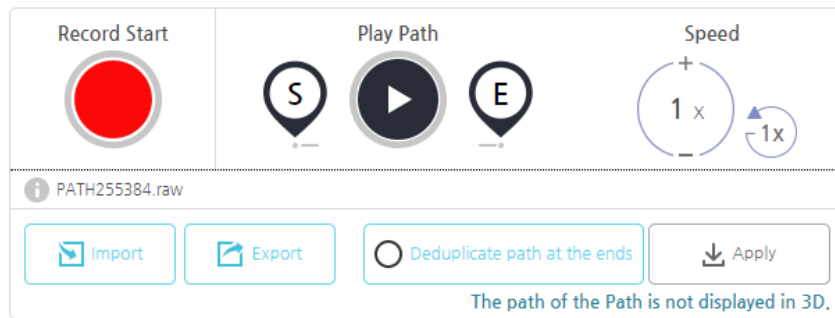 Record Start
Play Path
Speed
S
E
1 x
1x
PATH255384.raw
Import
Export
Deduplicate path at the ends
Apply
The path of the Path is not displayed in 3D.